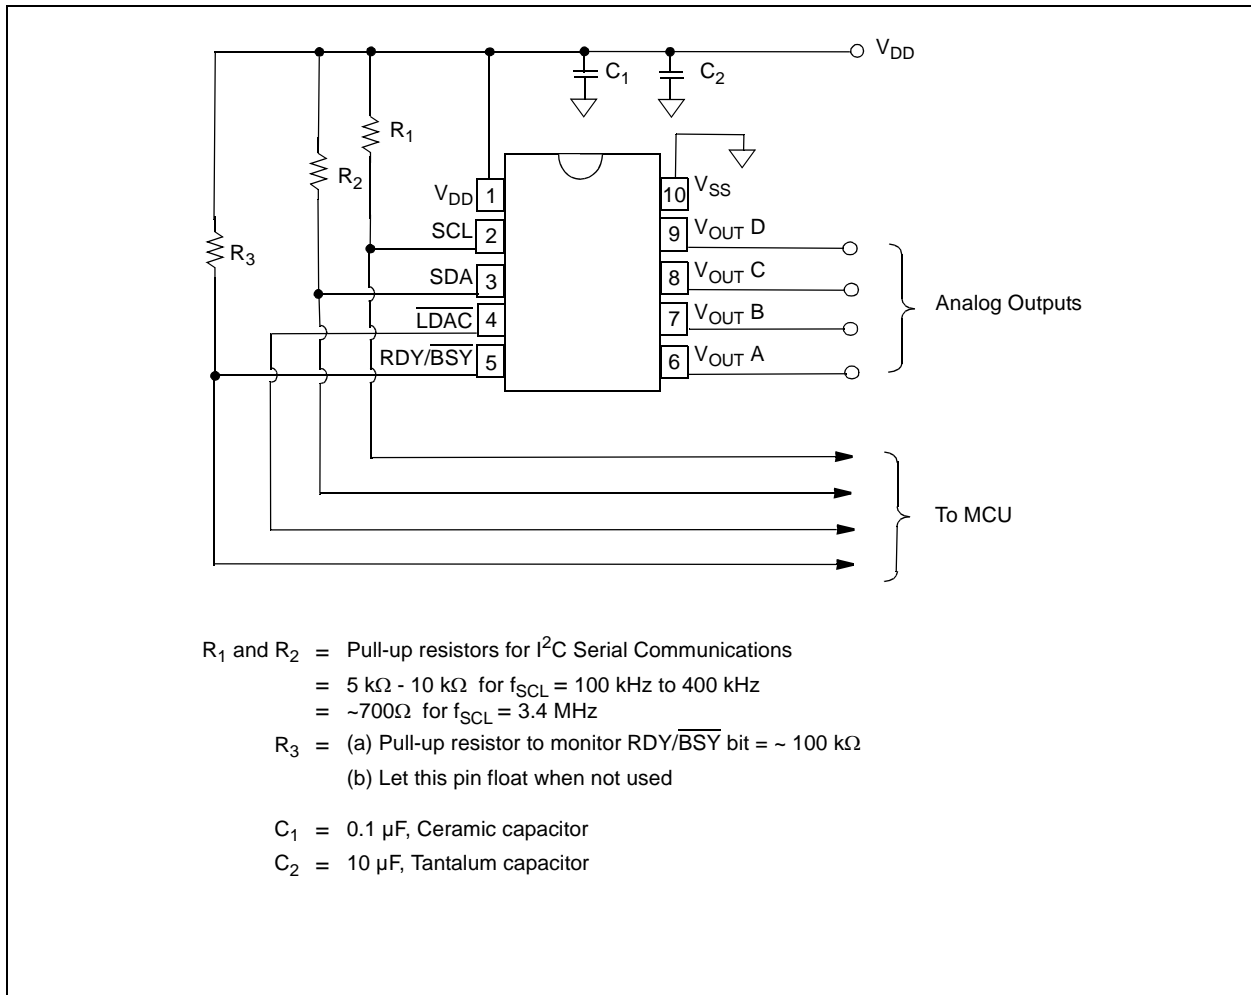 V_DD
C_1
C_2
R_1
R_2
R_3
V_DD 1
SCL 2
SDA 3
L̅D̅A̅C̅ 4
RDY/B̅S̅Y̅ 5
10 V_SS
9 V_OUT D
8 V_OUT C
7 V_OUT B
6 V_OUT A
Analog Outputs
To MCU
R_1 and R_2 = Pull-up resistors for I²C Serial Communications
= 5 kΩ - 10 kΩ for f_SCL = 100 kHz to 400 kHz
= ~700Ω for f_SCL = 3.4 MHz
R_3 = (a) Pull-up resistor to monitor RDY/B̅S̅Y̅ bit = ~ 100 kΩ
(b) Let this pin float when not used
C_1 = 0.1 µF, Ceramic capacitor
C_2 = 10 µF, Tantalum capacitor